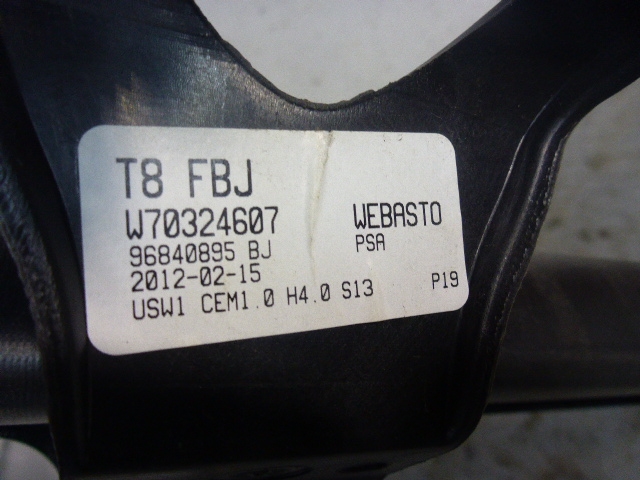 T8 FBJ
W70324607 WEBASTO
96840895 BJ PSA
2012-02-15
USW1 CEM1.0 H4.0 S13 P19